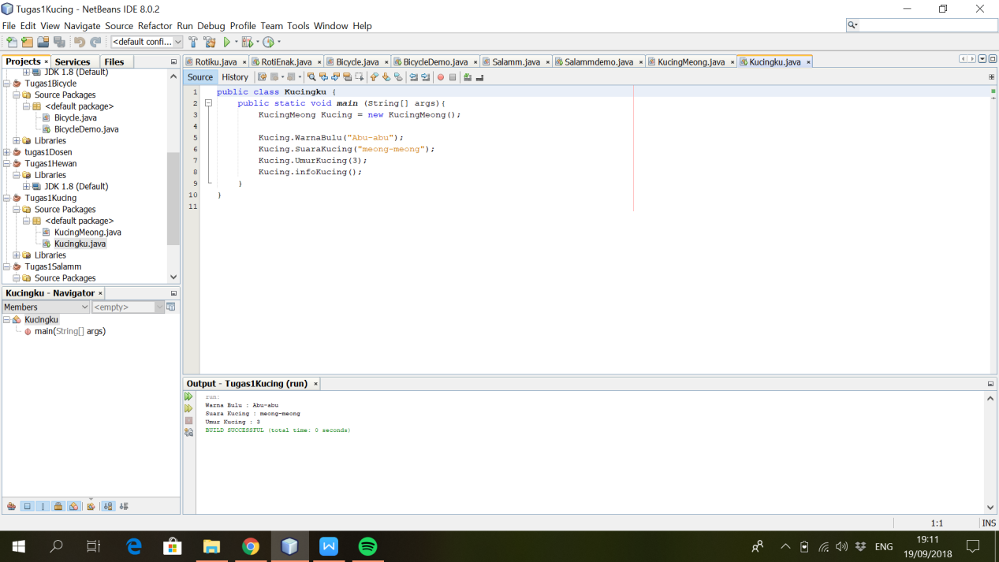 Tugas1Kucing - NetBeans IDE 8.0.2
File Edit View Navigate Source Refactor Run Debug Profile Team Tools Window Help
<default confi...
Projects × Services Files
JDK 1.8 (Default)
Tugas1Bicycle
Source Packages
<default package>
Bicycle.java
BicycleDemo.java
Libraries
tugas1Dosen
Tugas1Hewan
Libraries
JDK 1.8 (Default)
Tugas1Kucing
Source Packages
<default package>
KucingMeong.java
Kucingku.java
Libraries
Tugas1Salamm
Source Packages
Kucingku - Navigator ×
Members <empty>
Kucingku
main(String[] args)
Rotiku.java × RotiEnak.java × Bicycle.java × BicycleDemo.java × Salamm.java × Salammdemo.java × KucingMeong.java × Kucingku.java ×
Source History
1 public class Kucingku {
2 public static void main (String[] args){
3 KucingMeong Kucing = new KucingMeong();
4
5 Kucing.WarnaBulu("Abu-abu");
6 Kucing.SuaraKucing("meong-meong");
7 Kucing.UmurKucing(3);
8 Kucing.infoKucing();
9 }
10 }
11
Output - Tugas1Kucing (run) ×
run:
Warna Bulu : Abu-abu
Suara Kucing : meong-meong
Umur Kucing : 3
BUILD SUCCESSFUL (total time: 0 seconds)
1:1 INS
ENG
19:11
19/09/2018